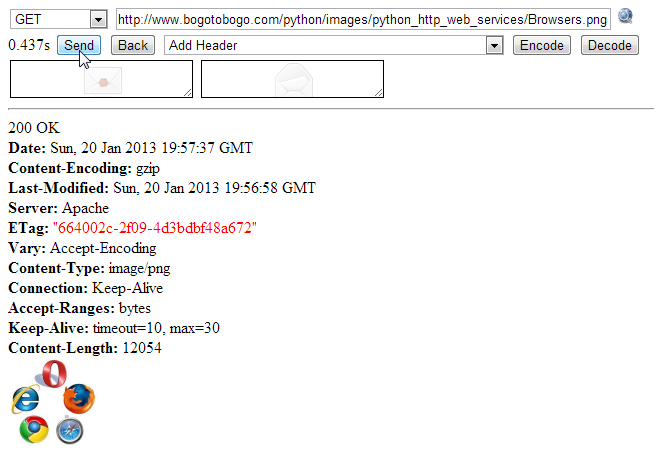 GET http://www.bogotobogo.com/python/images/python_http_web_services/Browsers.png
0.437s Send Back Add Header Encode Decode
200 OK
Date: Sun, 20 Jan 2013 19:57:37 GMT
Content-Encoding: gzip
Last-Modified: Sun, 20 Jan 2013 19:56:58 GMT
Server: Apache
ETag: "664002c-2f09-4d3bdbf48a672"
Vary: Accept-Encoding
Content-Type: image/png
Connection: Keep-Alive
Accept-Ranges: bytes
Keep-Alive: timeout=10, max=30
Content-Length: 12054